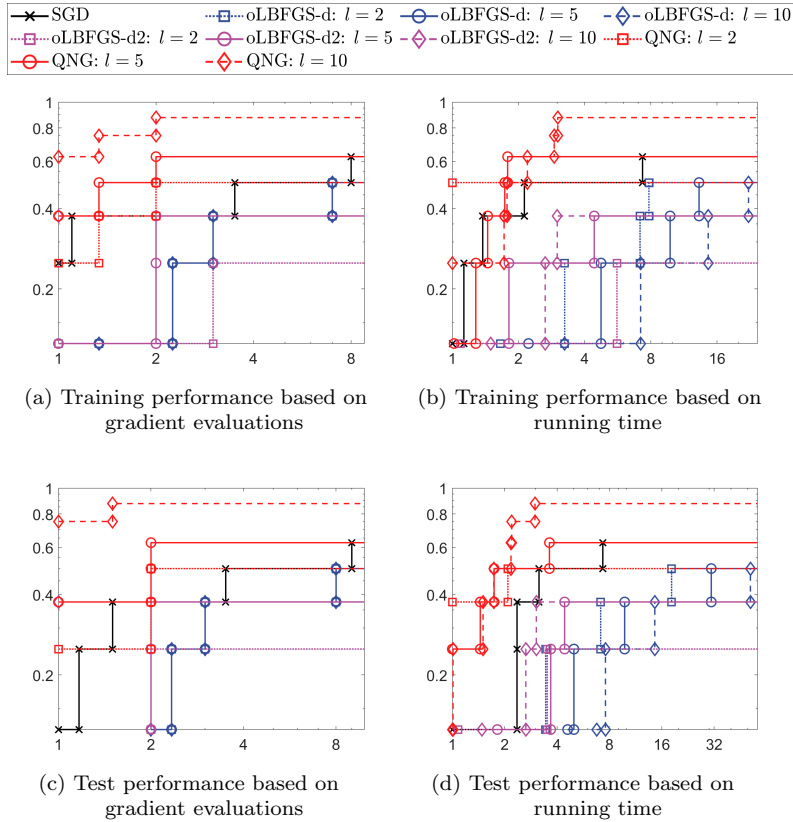 SGD oLBFGS-d: l = 2 oLBFGS-d: l = 5 oLBFGS-d: l = 10
oLBFGS-d2: l = 2 oLBFGS-d2: l = 5 oLBFGS-d2: l = 10 QNG: l = 2
QNG: l = 5 QNG: l = 10
1
0.8
0.6
0.4
0.2
1 2 4 8
1
0.8
0.6
0.4
0.2
1 2 4 8 16
(a) Training performance based on
gradient evaluations
(b) Training performance based on
running time
1
0.8
0.6
0.4
0.2
1 2 4 8
1
0.8
0.6
0.4
0.2
1 2 4 8 16 32
(c) Test performance based on
gradient evaluations
(d) Test performance based on
running time